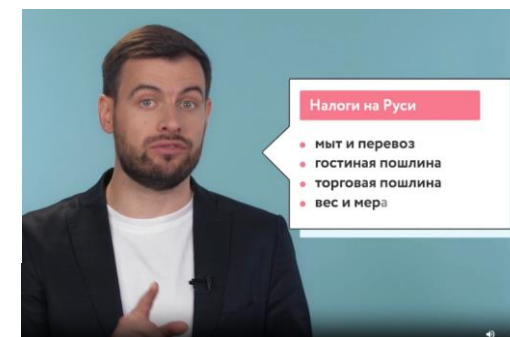 Налоги на Руси
мыт и перевоз
гостиная пошлина
торговая пошлина
вес и мера